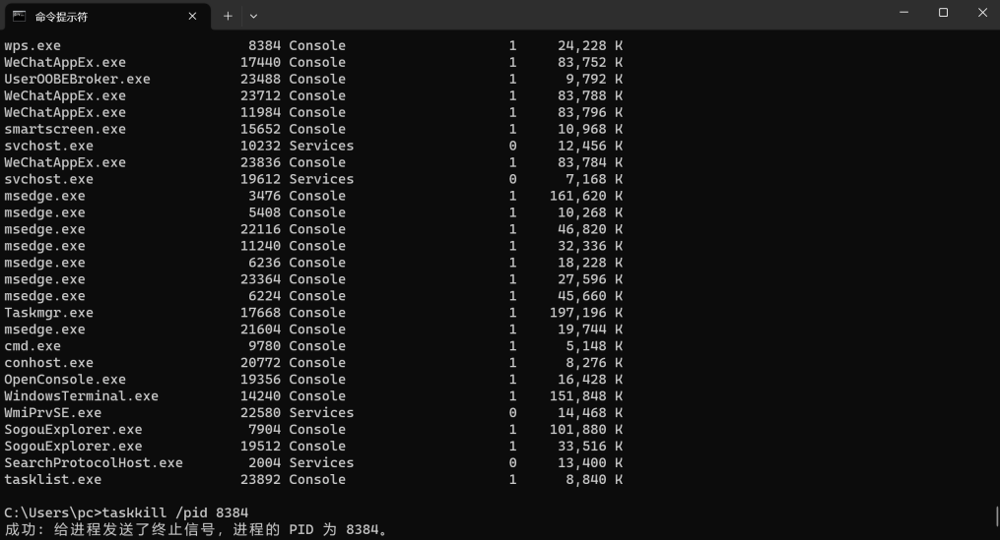 命令提示符
wps.exe 8384 Console 1 24,228 K
WeChatAppEx.exe 17440 Console 1 83,752 K
UserOOBEBroker.exe 23488 Console 1 9,792 K
WeChatAppEx.exe 23712 Console 1 83,788 K
WeChatAppEx.exe 11984 Console 1 83,796 K
smartscreen.exe 15652 Console 1 10,968 K
svchost.exe 10232 Services 0 12,456 K
WeChatAppEx.exe 23836 Console 1 83,784 K
svchost.exe 19612 Services 0 7,168 K
msedge.exe 3476 Console 1 161,620 K
msedge.exe 5408 Console 1 10,268 K
msedge.exe 22116 Console 1 46,820 K
msedge.exe 11240 Console 1 32,336 K
msedge.exe 6236 Console 1 18,228 K
msedge.exe 23364 Console 1 27,596 K
msedge.exe 6224 Console 1 45,660 K
Taskmgr.exe 17668 Console 1 197,196 K
msedge.exe 21604 Console 1 19,744 K
cmd.exe 9780 Console 1 5,148 K
conhost.exe 20772 Console 1 8,276 K
OpenConsole.exe 19356 Console 1 16,428 K
WindowsTerminal.exe 14240 Console 1 151,848 K
WmiPrvSE.exe 22580 Services 0 14,468 K
SogouExplorer.exe 7904 Console 1 101,880 K
SogouExplorer.exe 19512 Console 1 33,516 K
SearchProtocolHost.exe 2004 Services 0 13,400 K
tasklist.exe 23892 Console 1 8,840 K
C:\Users\pc>taskkill /pid 8384
成功: 给进程发送了终止信号，进程的 PID 为 8384。